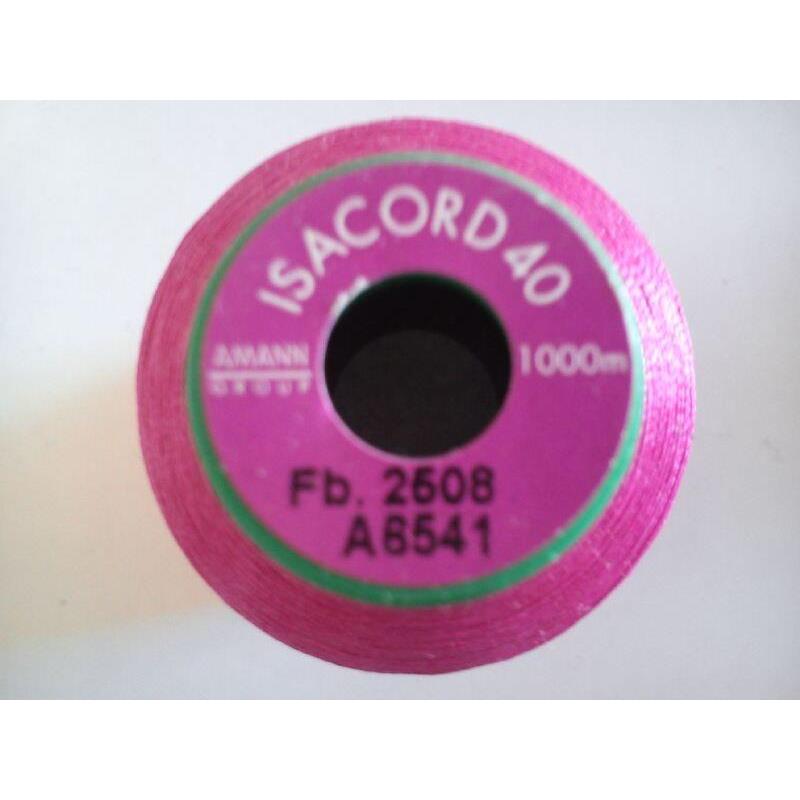 ISACORD 40
AMANN
GROUP
1000m
Fb. 2508
A6541